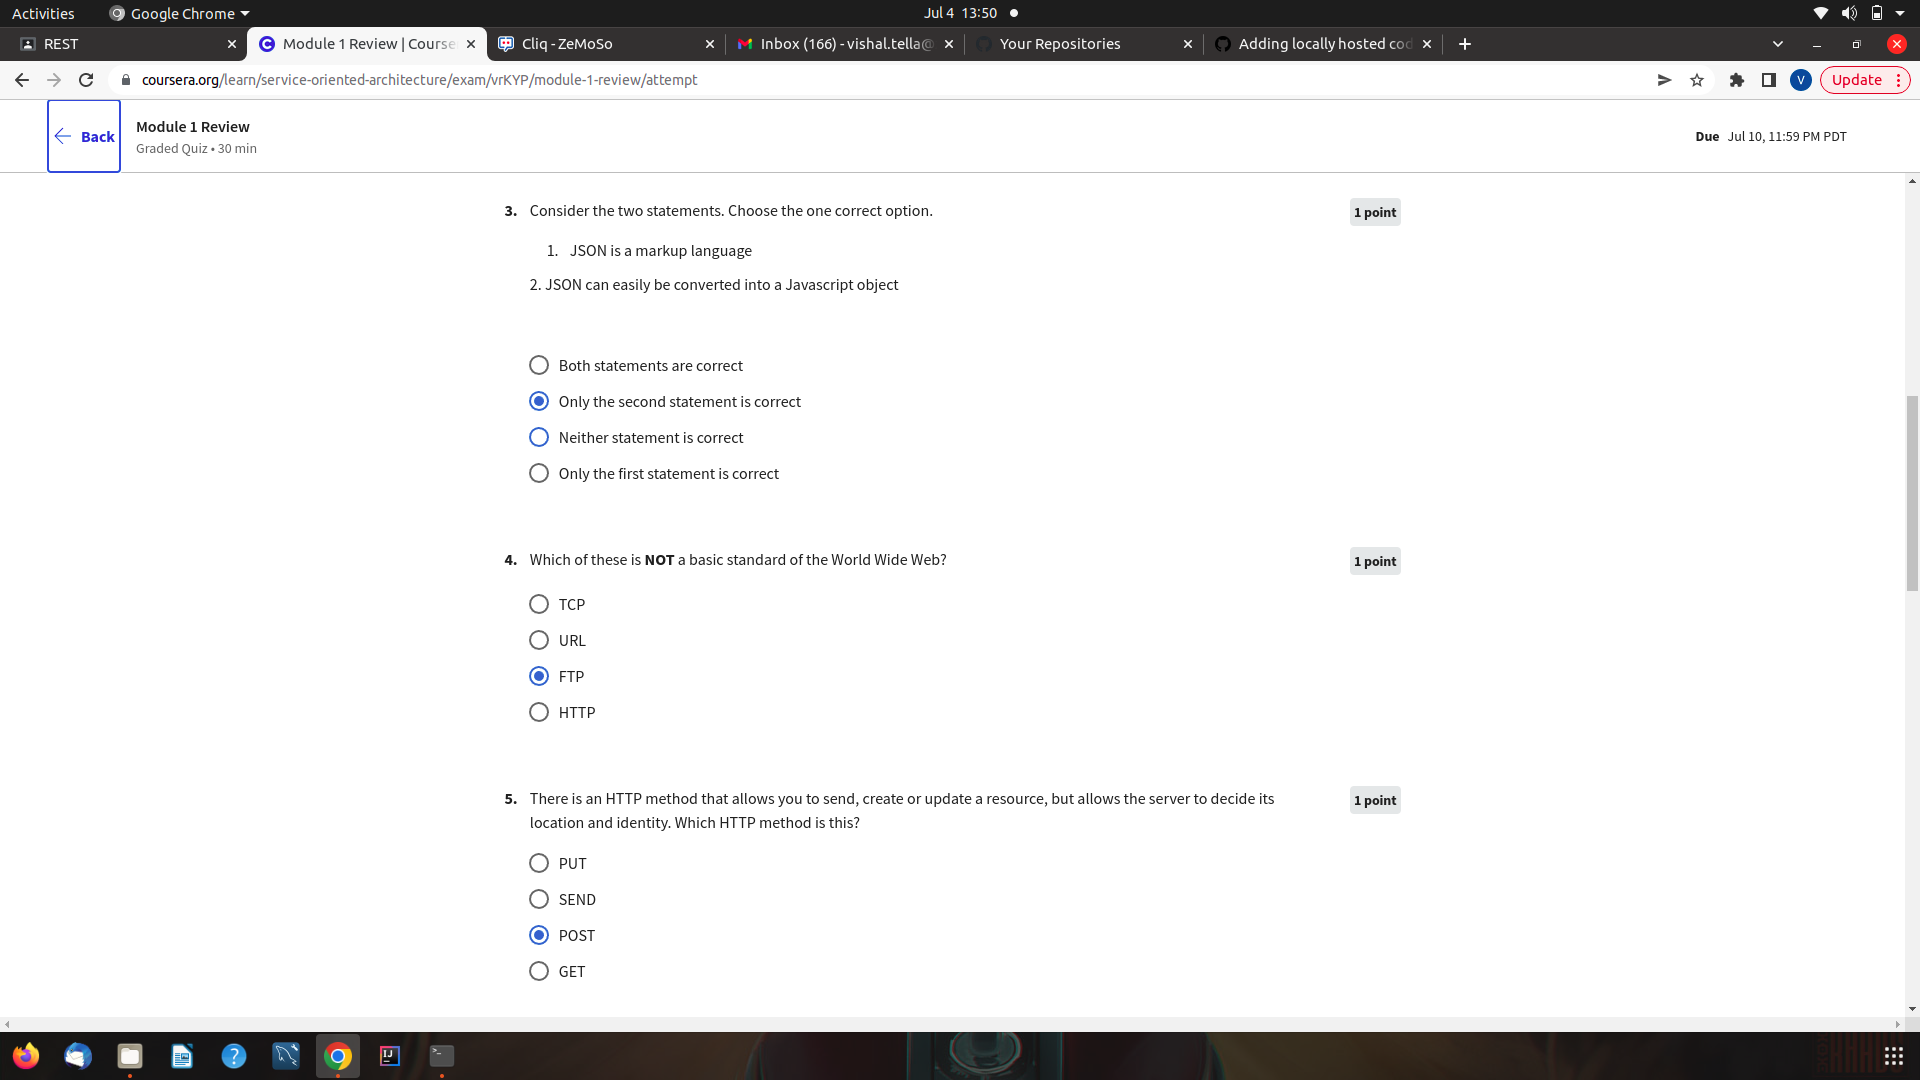 Activities
Google Chrome
Jul 4 13:50
REST
Module 1 Review | Course
Cliq - ZeMoSo
Inbox (166) - vishal.tella@
Your Repositories
Adding locally hosted cod
coursera.org/learn/service-oriented-architecture/exam/vrKYP/module-1-review/attempt
V
Update
Back
Module 1 Review
Graded Quiz • 30 min
Due Jul 10, 11:59 PM PDT
3. Consider the two statements. Choose the one correct option.
1 point
1. JSON is a markup language
2. JSON can easily be converted into a Javascript object
Both statements are correct
Only the second statement is correct
Neither statement is correct
Only the first statement is correct
4. Which of these is NOT a basic standard of the World Wide Web?
1 point
TCP
URL
FTP
HTTP
5. There is an HTTP method that allows you to send, create or update a resource, but allows the server to decide its
location and identity. Which HTTP method is this?
1 point
PUT
SEND
POST
GET